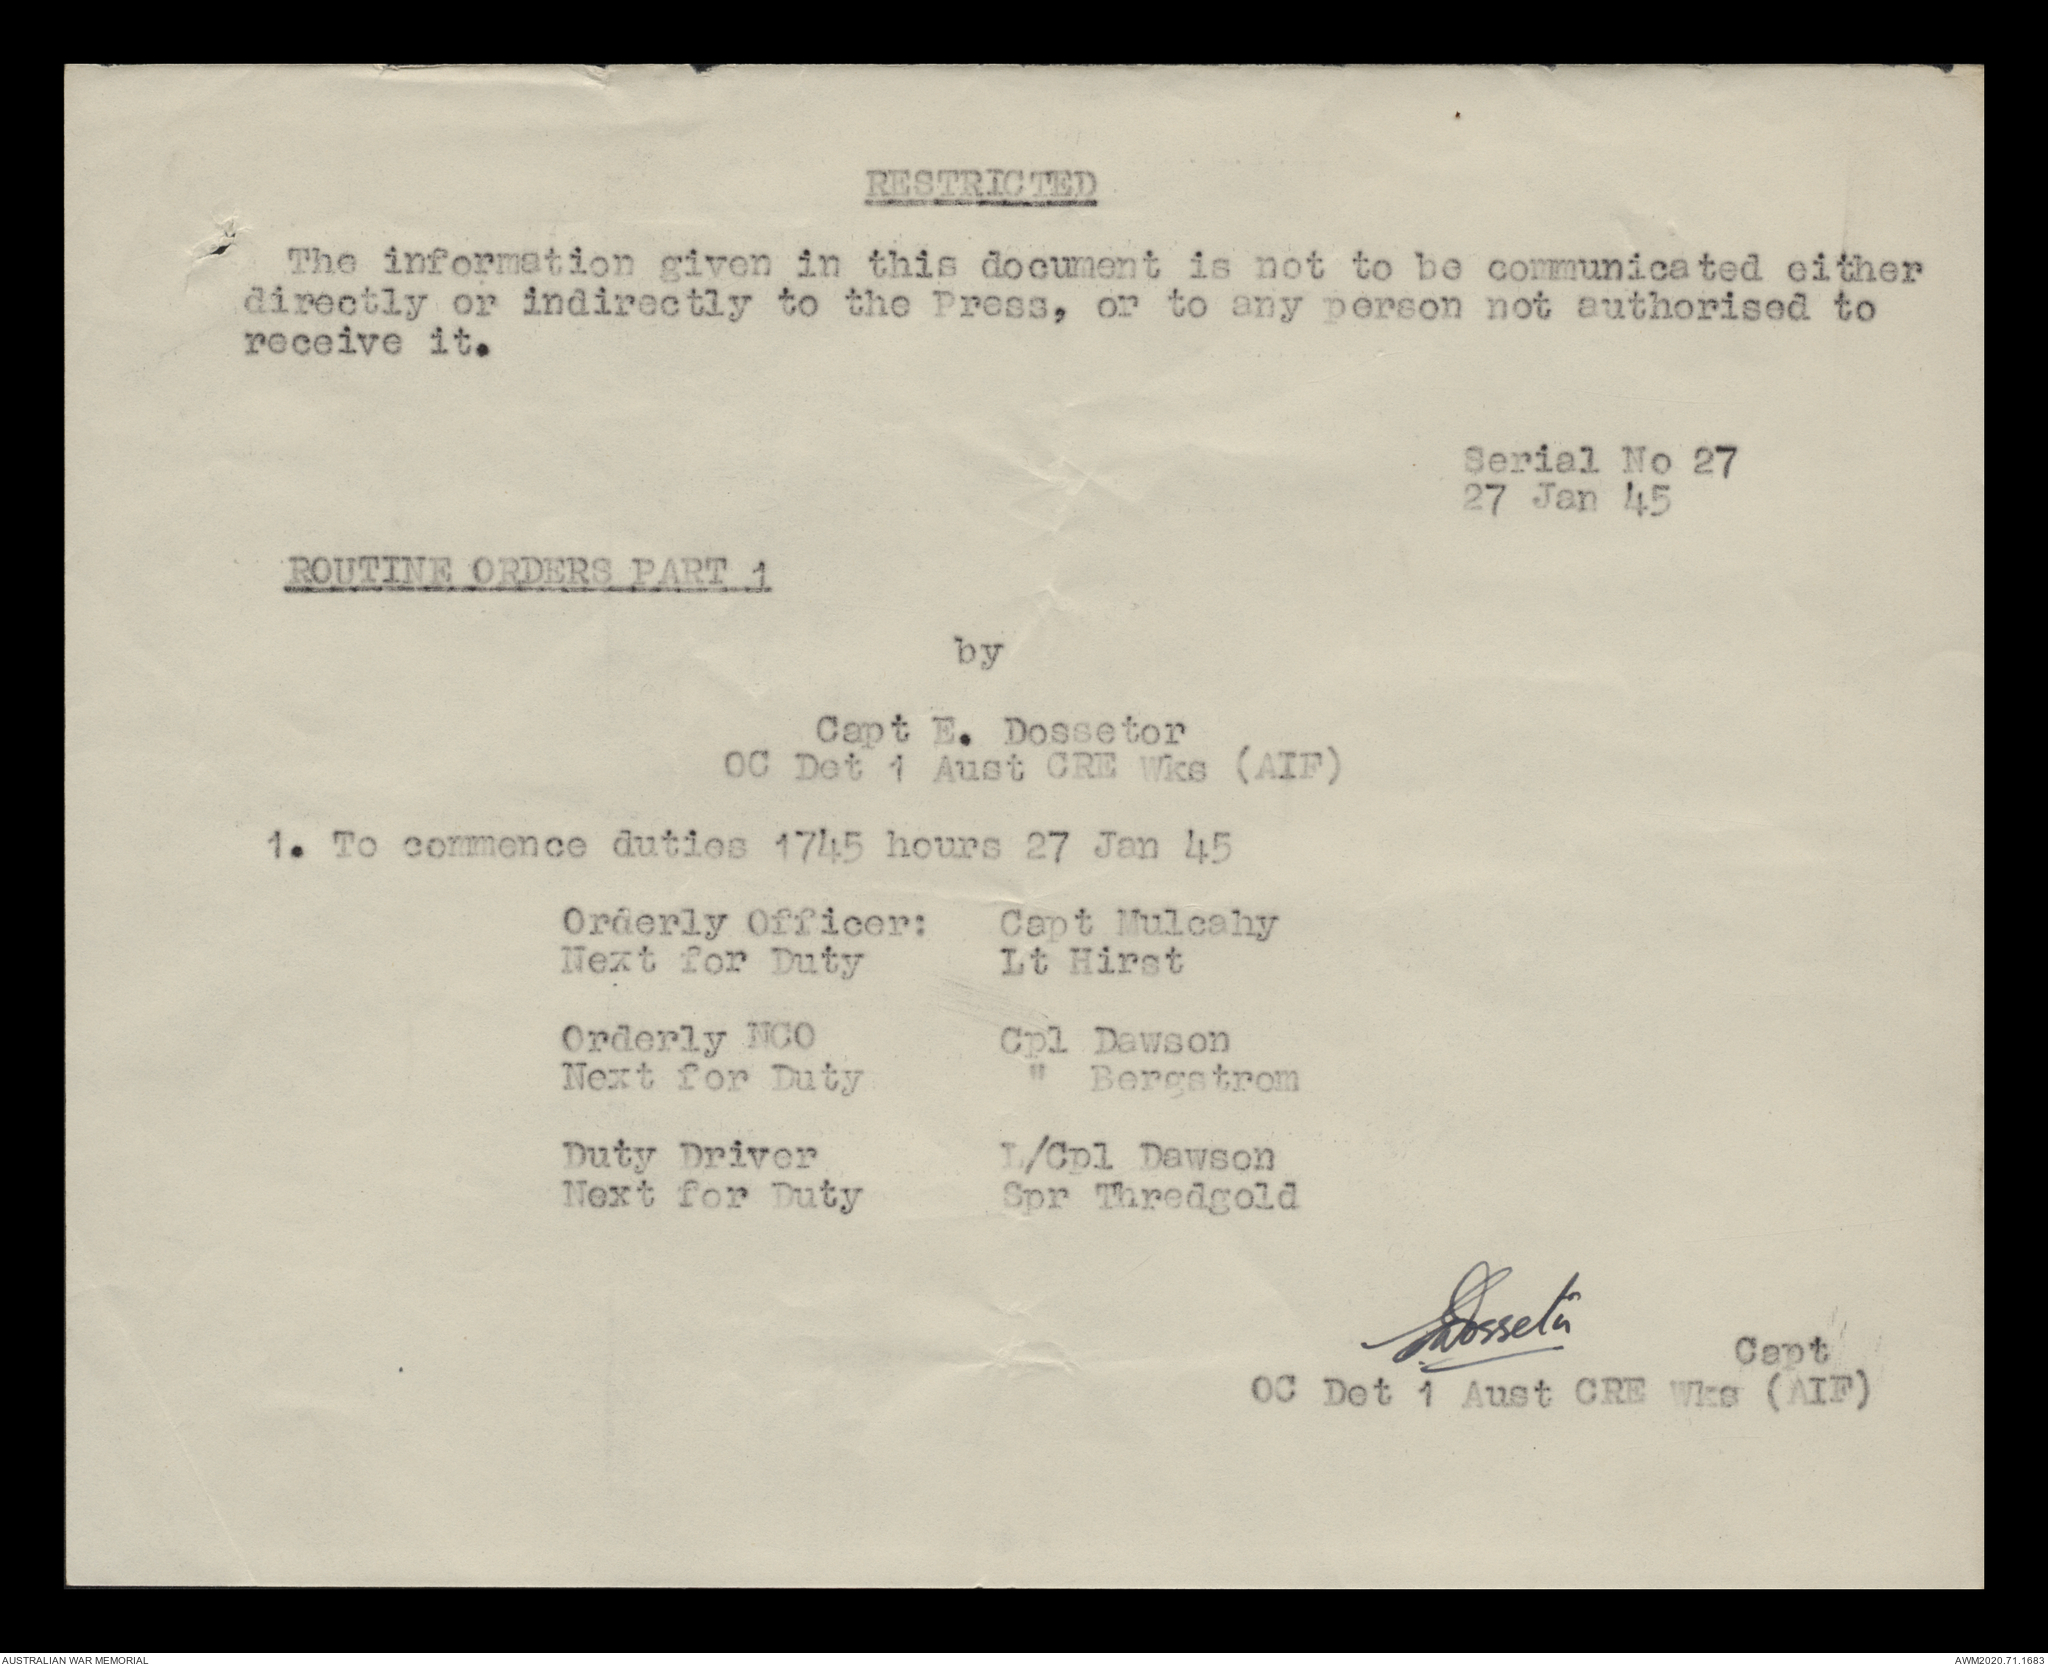 RESTRICTED
The information given in this document is not to be communicated either
directly or indirectly to the Press, or to any person not authorised to
receive it.
Serial No 27
27 Jan 45
ROUTINE ORDERS PART 1
by
Capt E. Dossetor
OC Det 1 Aust CRE Wks (AIF)
1. To commence duties 1745 hours 27 Jan 45
Orderly Officer: Capt Mulcahy
Next for Duty Lt Hirst
Orderly NCO Cpl Dawson
Next for Duty " Bergstrom
Duty Driver L/Cpl Dawson
Next for Duty Spr Thredgold
EDossetor
Capt
OC Det 1 Aust CRE Wks (AIF)
AUSTRALIAN WAR MEMORIAL AWM2020.71.1683